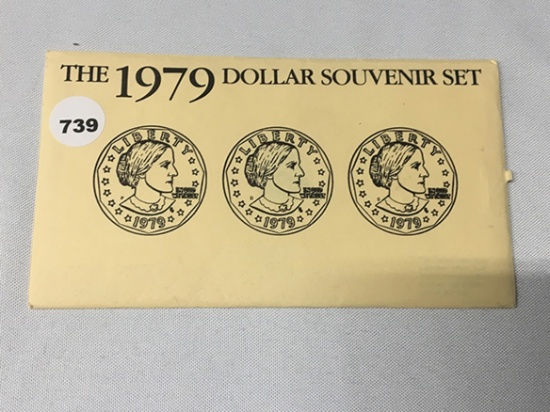 THE 1979 DOLLAR SOUVENIR SET
739
LIBERTY LIBERTY LIBERTY
1979 1979 1979